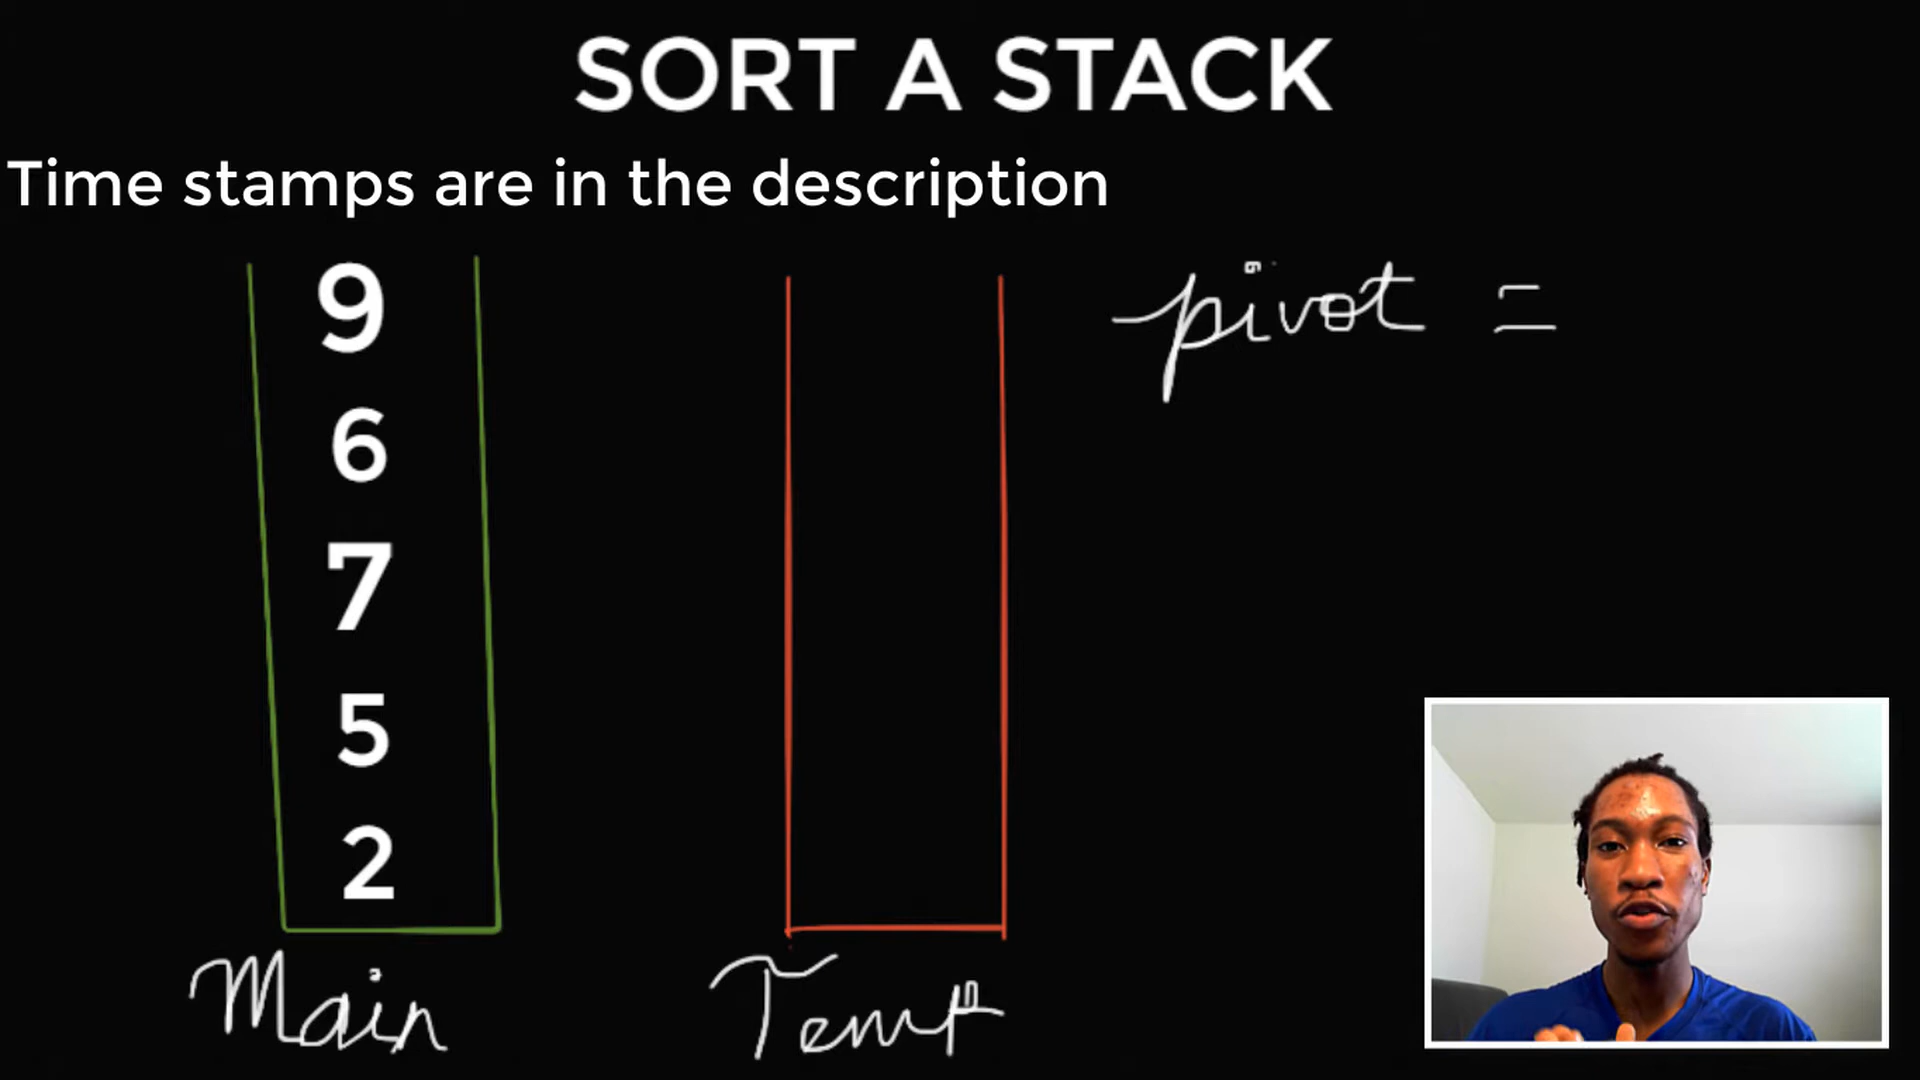 SORT A STACK
Time stamps are in the description
pivot =
9
6
7
5
2
Main
Temp